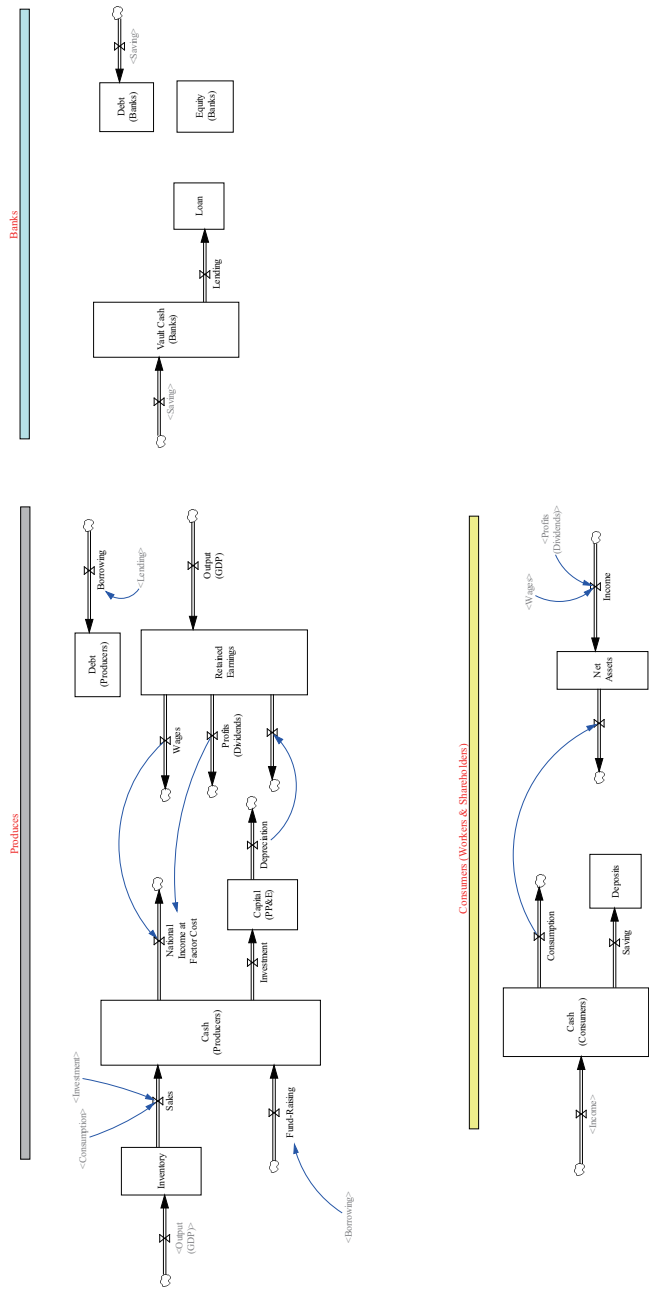 Produces
<Output
(GDP)>
Inventory
<Consumption>
<Investment>
Sales
<Borrowing>
Fund-Raising
Cash
(Producers)
National
Income at
Factor Cost
Investment
Capital
(PP&E)
Depreciation
Wages
Profits
(Dividends)
Retained
Earnings
Output
(GDP)
Debt
(Producers)
Borrowing
<Lending>
Banks
<Saving>
Vault Cash
(Banks)
Lending
Loan
Debt
(Banks)
Equity
(Banks)
<Saving>
Consumers (Workers & Shareholders)
<Income>
Cash
(Consumers)
Consumption
Saving
Deposits
Net
Assets
Income
<Wages>
<Profits
(Dividends)>